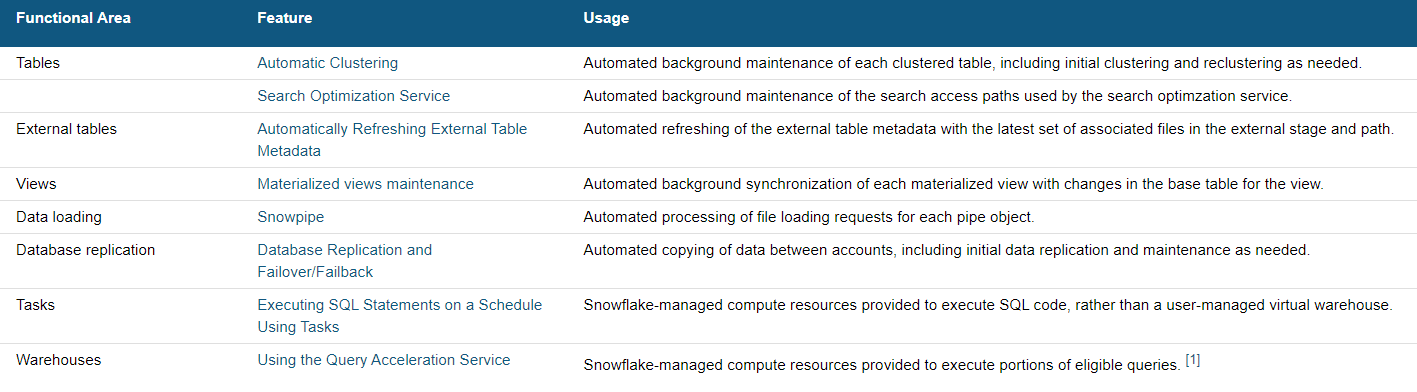 Functional Area Feature Usage
Tables Automatic Clustering Automated background maintenance of each clustered table, including initial clustering and reclustering as needed.
Search Optimization Service Automated background maintenance of the search access paths used by the search optimzation service.
External tables Automatically Refreshing External Table Automated refreshing of the external table metadata with the latest set of associated files in the external stage and path.
Metadata
Views Materialized views maintenance Automated background synchronization of each materialized view with changes in the base table for the view.
Data loading Snowpipe Automated processing of file loading requests for each pipe object.
Database replication Database Replication and Automated copying of data between accounts, including initial data replication and maintenance as needed.
Failover/Failback
Tasks Executing SQL Statements on a Schedule Snowflake-managed compute resources provided to execute SQL code, rather than a user-managed virtual warehouse.
Using Tasks
Warehouses Using the Query Acceleration Service Snowflake-managed compute resources provided to execute portions of eligible queries. [1]